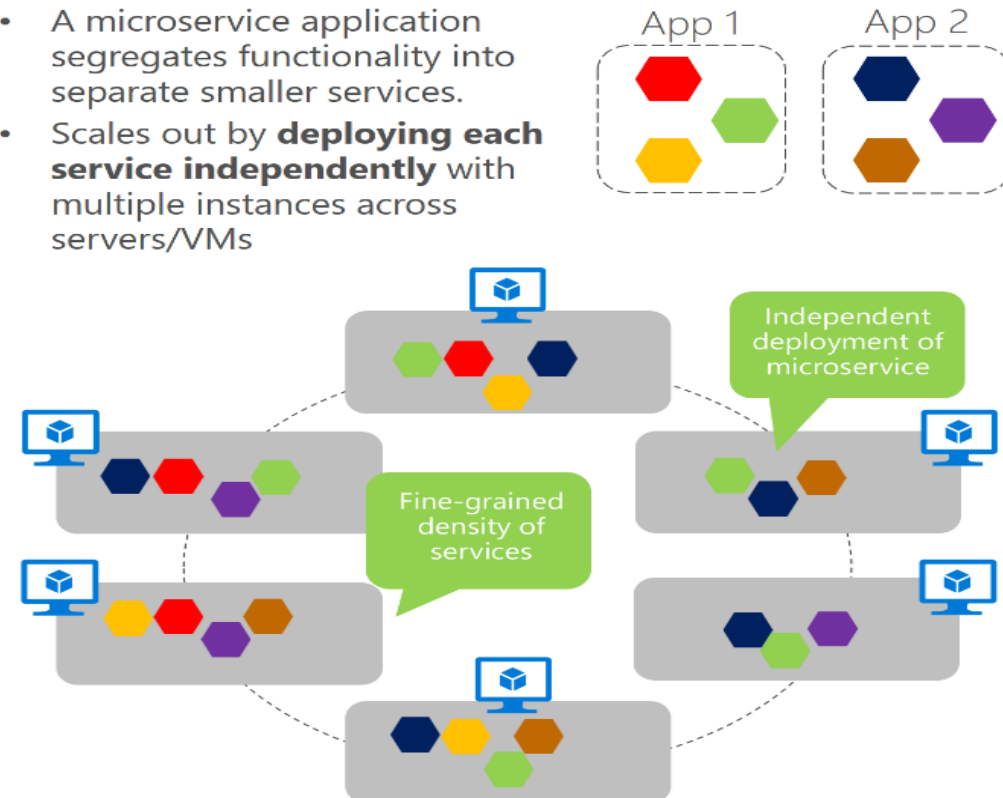 • A microservice application
segregates functionality into
separate smaller services.
• Scales out by deploying each
service independently with
multiple instances across
servers/VMs
App 1
App 2
Independent
deployment of
microservice
Fine-grained
density of
services